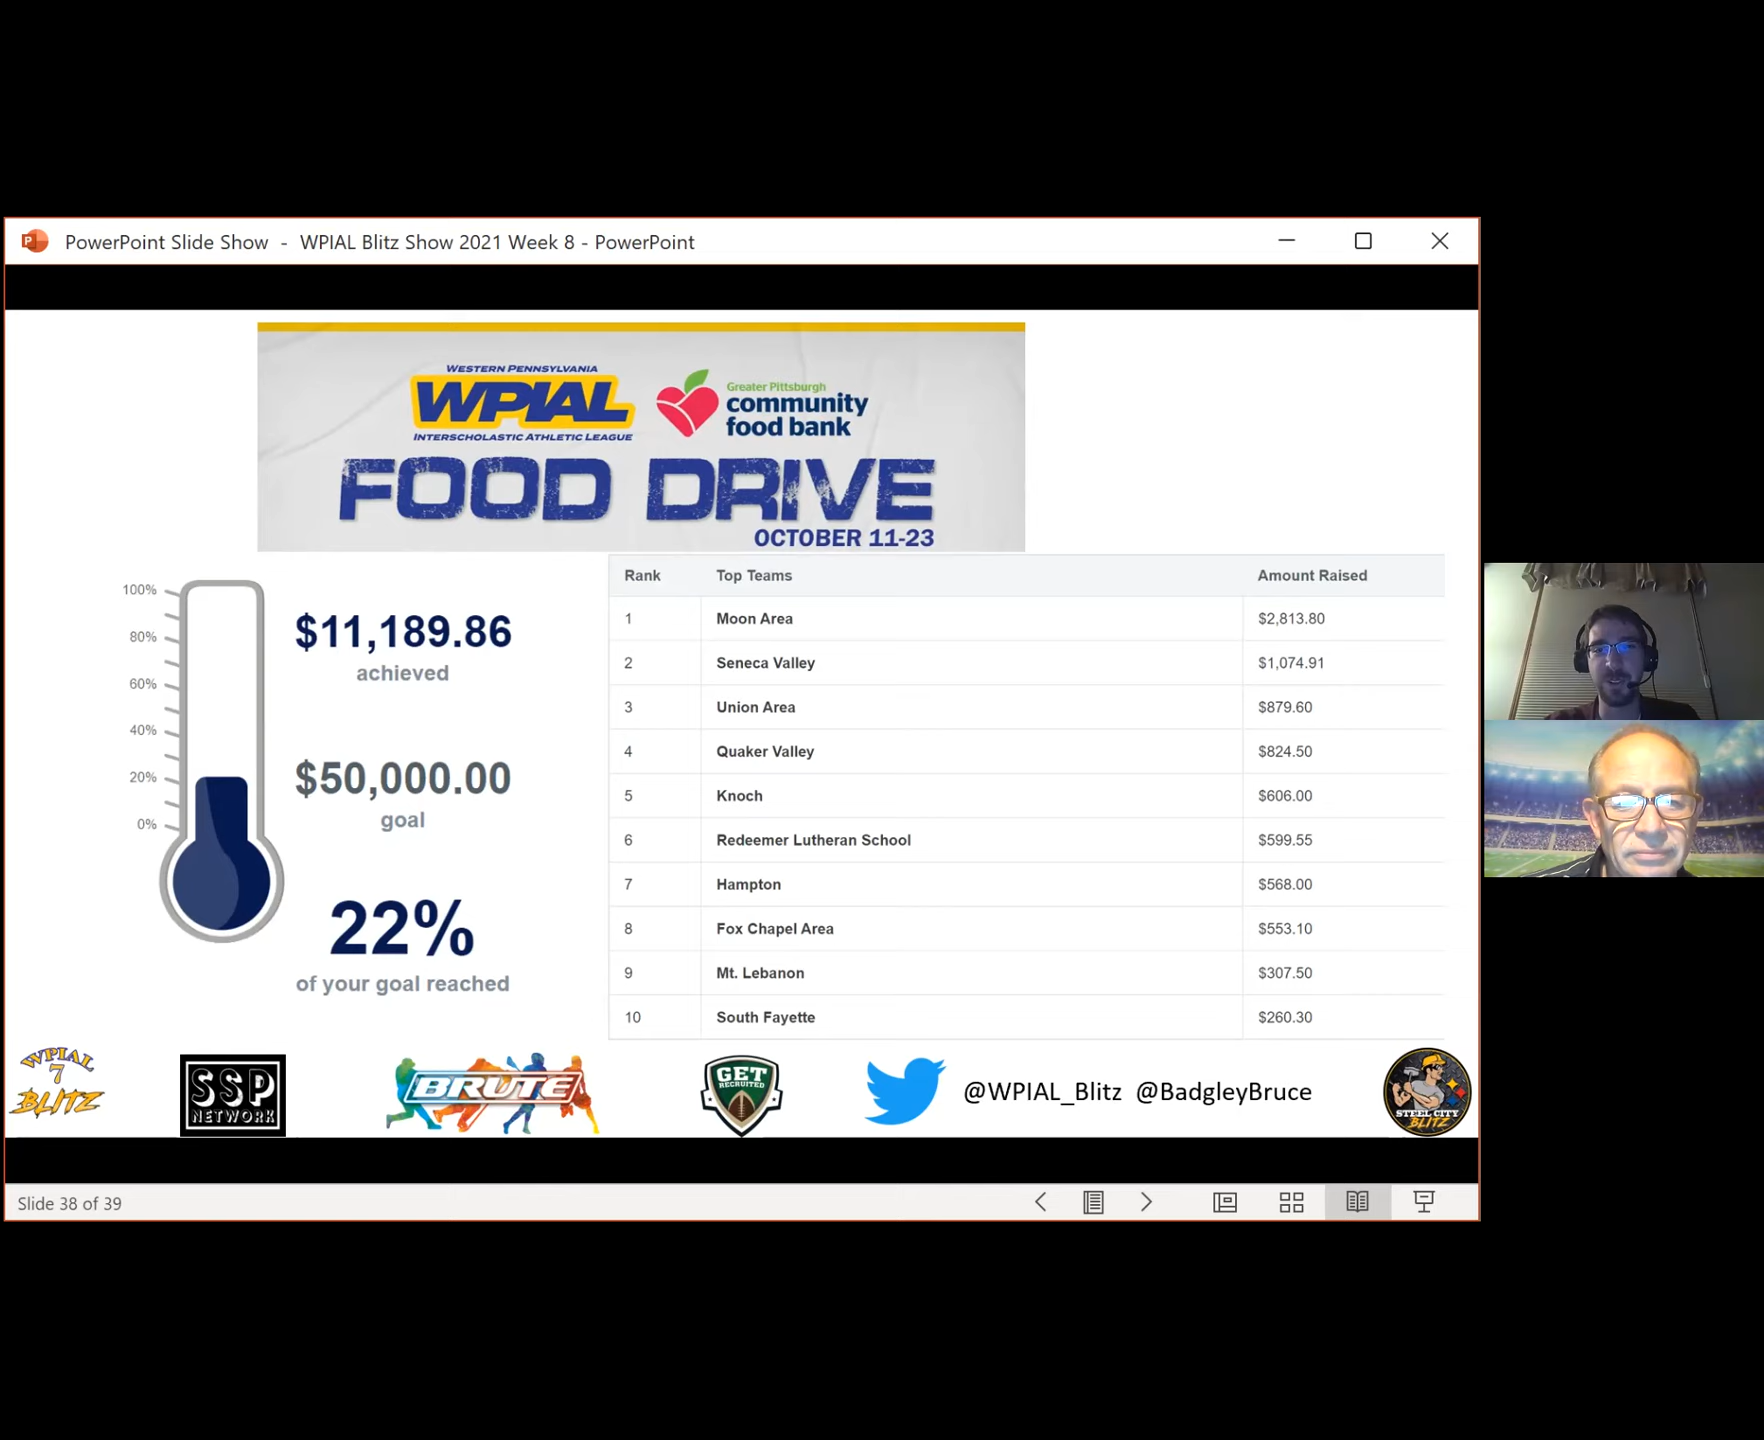 PowerPoint Slide Show - WPIAL Blitz Show 2021 Week 8 - PowerPoint
WESTERN PENNSYLVANIA
WPIAL
INTERSCHOLASTIC ATHLETIC LEAGUE
Greater Pittsburgh
community
food bank
FOOD DRIVE
OCTOBER 11-23
100%
80%
60%
40%
20%
0%
$11,189.86
achieved
$50,000.00
goal
22%
of your goal reached
Rank Top Teams Amount Raised
1 Moon Area $2,813.80
2 Seneca Valley $1,074.91
3 Union Area $879.60
4 Quaker Valley $824.50
5 Knoch $606.00
6 Redeemer Lutheran School $599.55
7 Hampton $568.00
8 Fox Chapel Area $553.10
9 Mt. Lebanon $307.50
10 South Fayette $260.30
WPIAL
7
BLITZ
SSP
NETWORK
BRUTE
GET
RECRUITED
@WPIAL_Blitz @BadgleyBruce
STEEL CITY
BLITZ
Slide 38 of 39